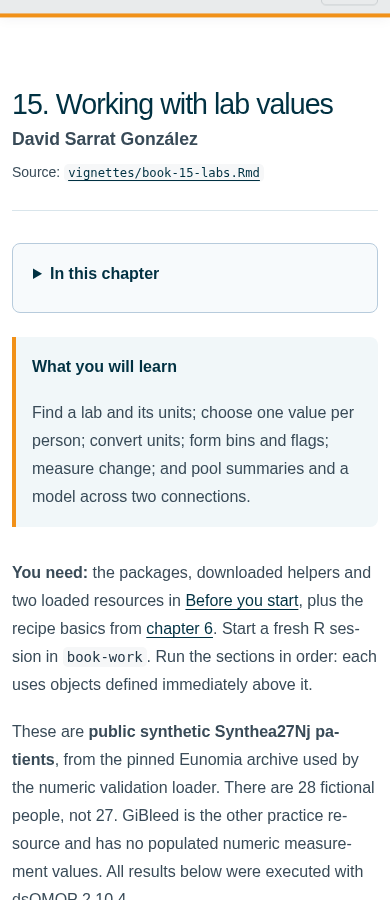 15. Working with lab values
David Sarrat González
Source: vignettes/book-15-labs.Rmd
▶ In this chapter
What you will learn
Find a lab and its units; choose one value per
person; convert units; form bins and flags;
measure change; and pool summaries and a
model across two connections.
You need: the packages, downloaded helpers and
two loaded resources in Before you start, plus the
recipe basics from chapter 6. Start a fresh R ses-
sion in book-work. Run the sections in order: each
uses objects defined immediately above it.
These are public synthetic Synthea27Nj pa-
tients, from the pinned Eunomia archive used by
the numeric validation loader. There are 28 fictional
people, not 27. GiBleed is the other practice re-
source and has no populated numeric measure-
ment values. All results below were executed with
dsOMOP 2.10.4